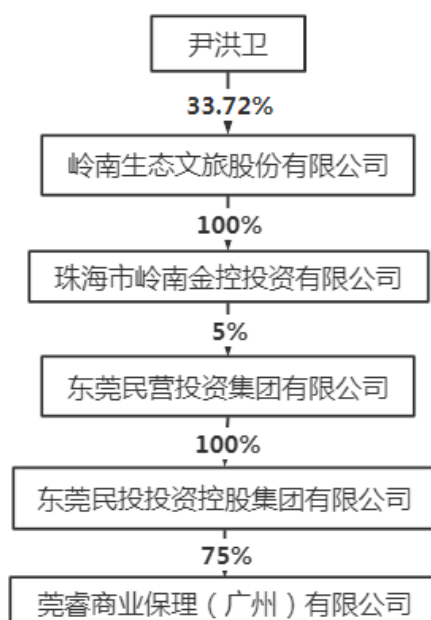 尹洪卫
33.72%
岭南生态文旅股份有限公司
100%
珠海市岭南金控投资有限公司
5%
东莞民营投资集团有限公司
100%
东莞民投投资控股集团有限公司
75%
莞睿商业保理（广州）有限公司